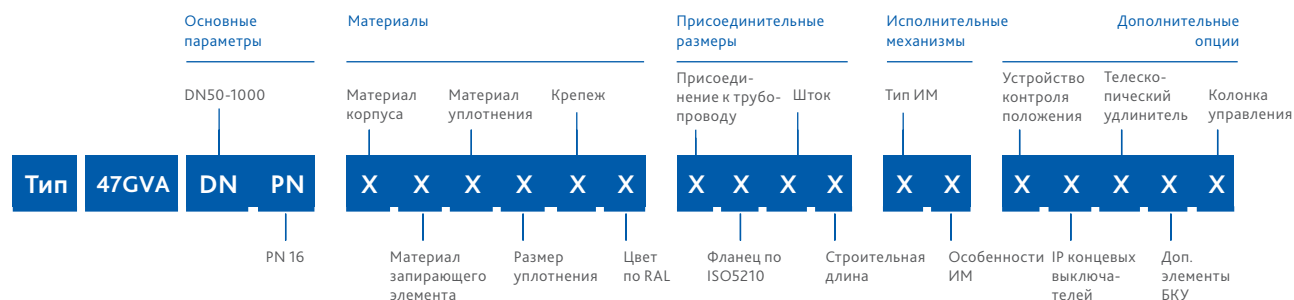 Основные
параметры
Материалы
Присоединительные
размеры
Исполнительные
механизмы
Дополнительные
опции
DN50-1000
Материал
корпуса
Материал
уплотнения
Крепеж
Присоеди-
нение к трубо-
проводу
Шток
Тип ИМ
Устройство
контроля
положения
Телеско-
пический
удлинитель
Колонка
управления
Тип 47GVA DN PN X X X X X X X X X X X X X X X X X
PN 16
Материал
запирающего
элемента
Размер
уплотнения
Цвет
по RAL
Фланец по
ISO5210
Строительная
длина
Особенности
ИМ
IP концевых
выключа-
телей
Доп.
элементы
БКУ